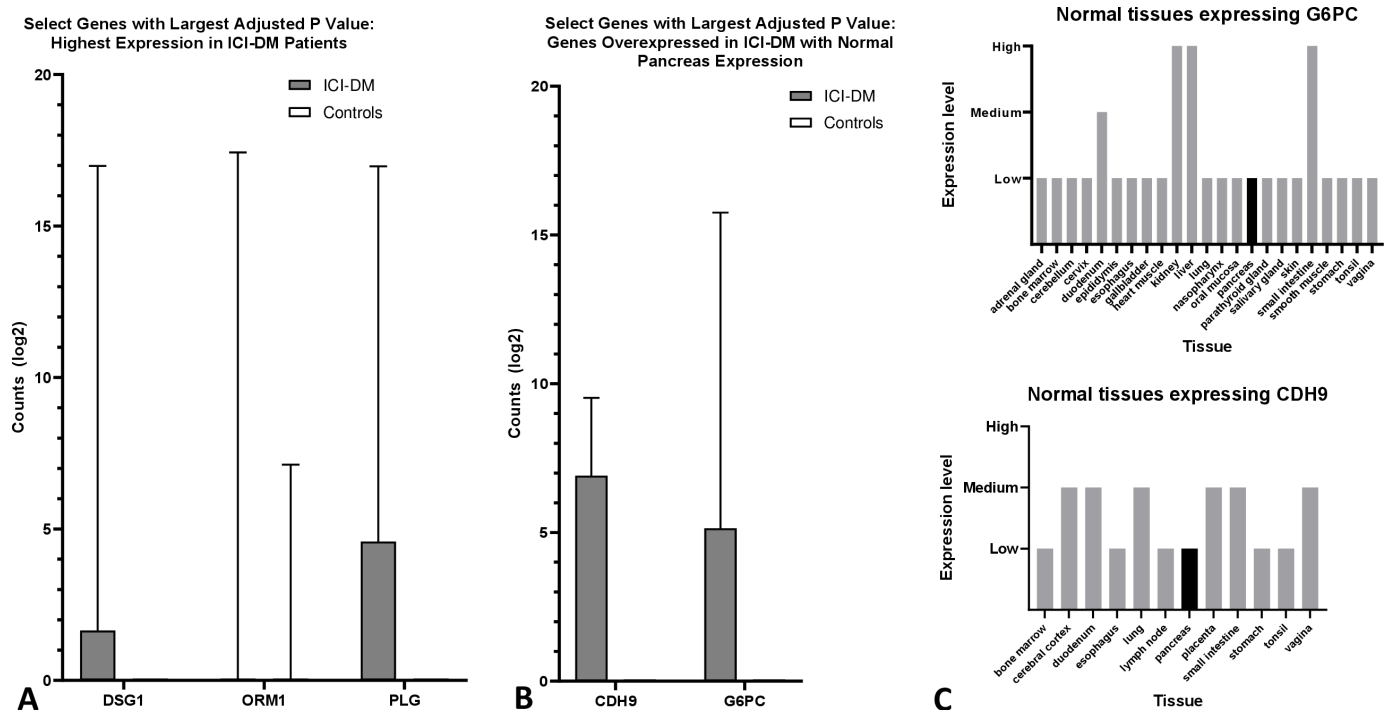 Select Genes with Largest Adjusted P Value:
Highest Expression in ICI-DM Patients
ICI-DM
Controls
20
15
10
5
0
Counts (log2)
DSG1
ORM1
PLG
A
Select Genes with Largest Adjusted P Value:
Genes Overexpressed in ICI-DM with Normal
Pancreas Expression
ICI-DM
Controls
20
15
10
5
0
Counts (log2)
CDH9
G6PC
B
Normal tissues expressing G6PC
High
Medium
Low
Expression level
adrenal gland
bone marrow
cerebellum
cervix
duodenum
epididymis
esophagus
gallbladder
heart muscle
kidney
liver
lung
nasopharynx
oral mucosa
pancreas
parathyroid gland
salivary gland
skin
small intestine
smooth muscle
stomach
tonsil
vagina
Tissue
Normal tissues expressing CDH9
High
Medium
Low
Expression level
bone marrow
cerebral cortex
duodenum
esophagus
lung
lymph node
pancreas
placenta
small intestine
stomach
tonsil
vagina
Tissue
C